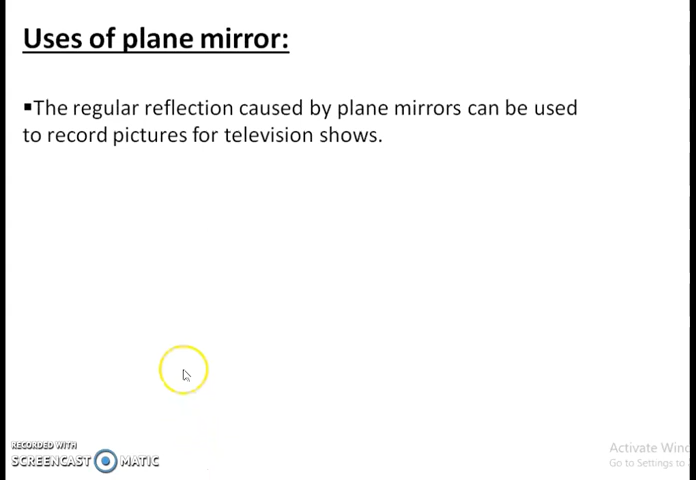 Uses of plane mirror:
▪The regular reflection caused by plane mirrors can be used
to record pictures for television shows.
RECORDED WITH
SCREENCAST MATIC
Activate Wind
Go to Settings to